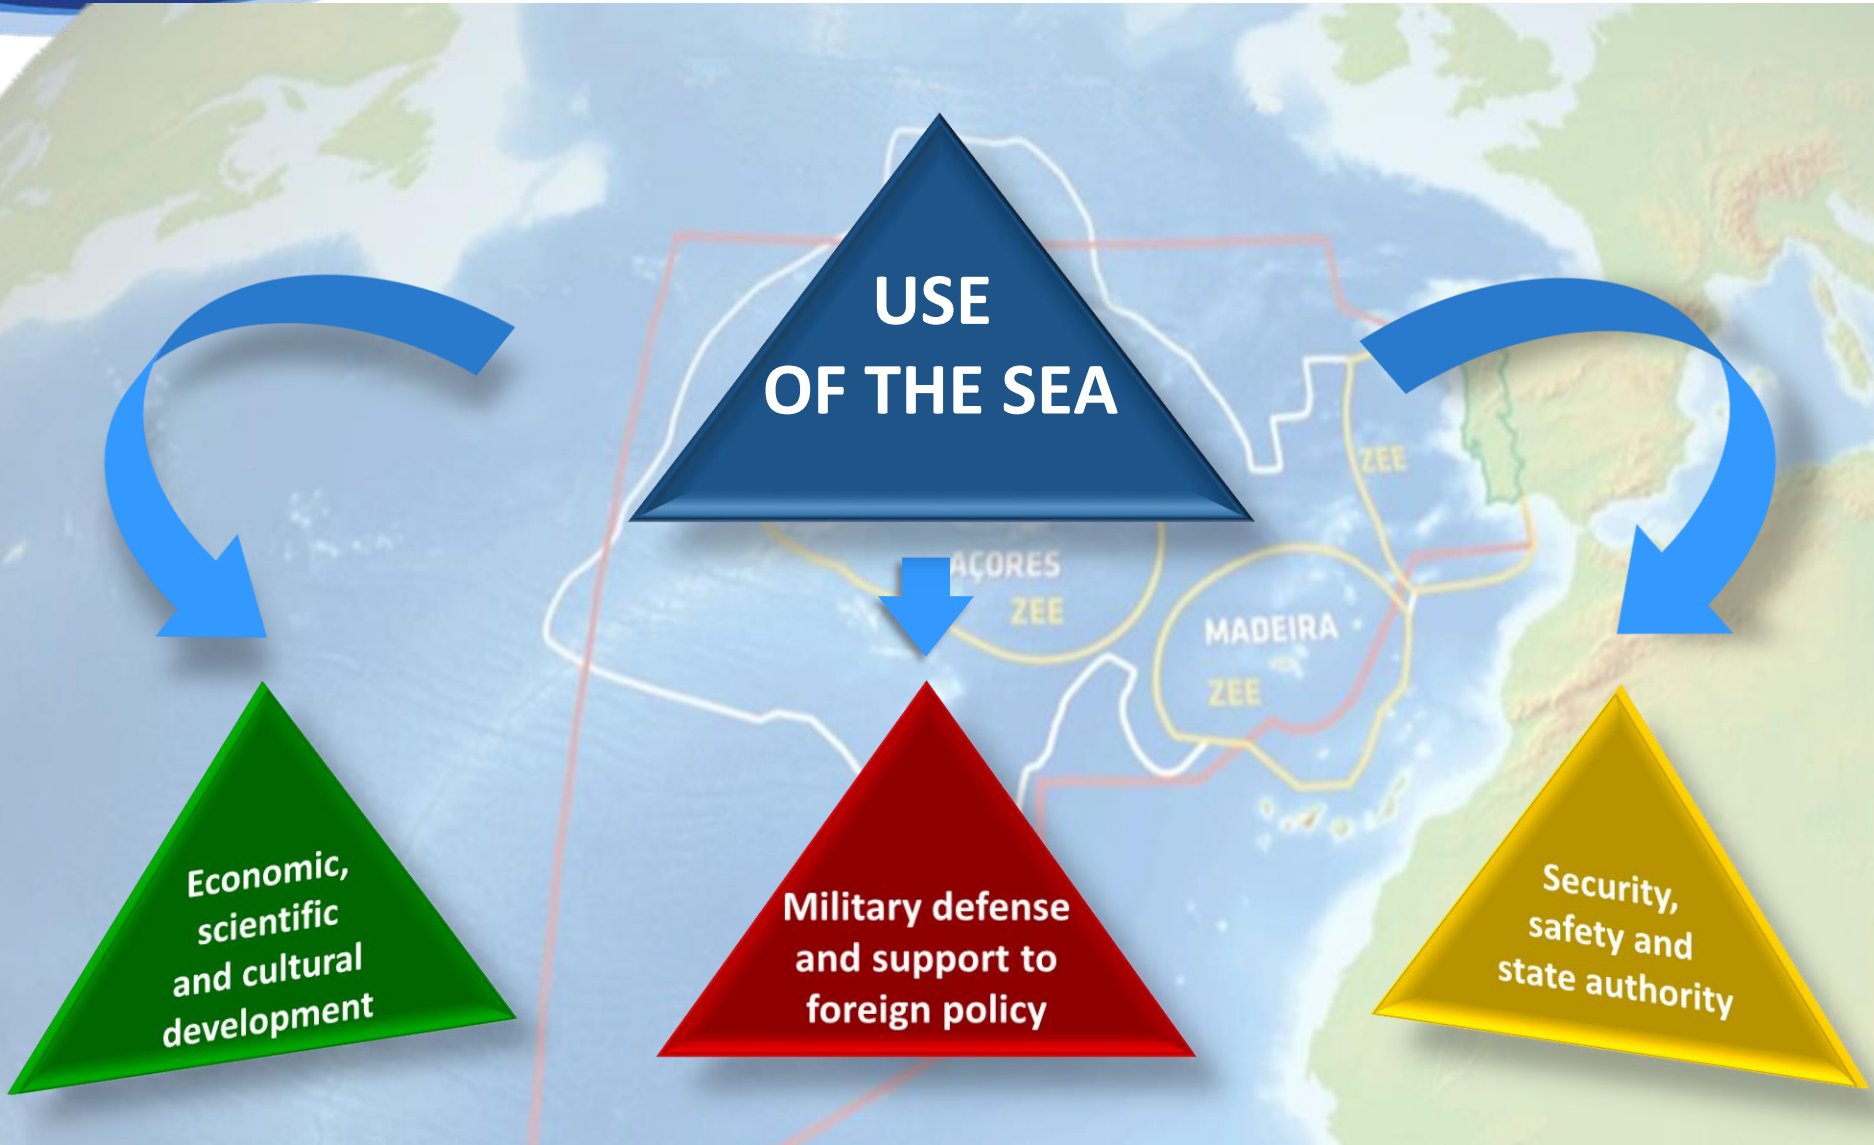 USE
OF THE SEA
ZEE
AÇORES
ZEE
MADEIRA
ZEE
Economic,
scientific
and cultural
development
Military defense
and support to
foreign policy
Security,
safety and
state authority